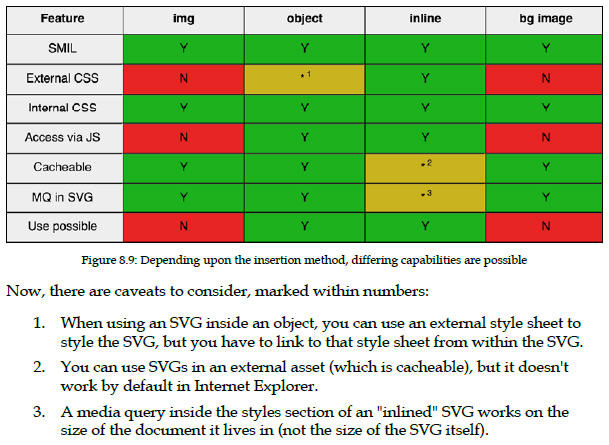 Feature img object inline bg image
SMIL Y Y Y Y
External CSS N *1 Y N
Internal CSS Y Y Y Y
Access via JS N Y Y N
Cacheable Y Y *2 Y
MQ in SVG Y Y *3 Y
Use possible N Y Y N
Figure 8.9: Depending upon the insertion method, differing capabilities are possible
Now, there are caveats to consider, marked within numbers:
1. When using an SVG inside an object, you can use an external style sheet to
style the SVG, but you have to link to that style sheet from within the SVG.
2. You can use SVGs in an external asset (which is cacheable), but it doesn't
work by default in Internet Explorer.
3. A media query inside the styles section of an "inlined" SVG works on the
size of the document it lives in (not the size of the SVG itself).